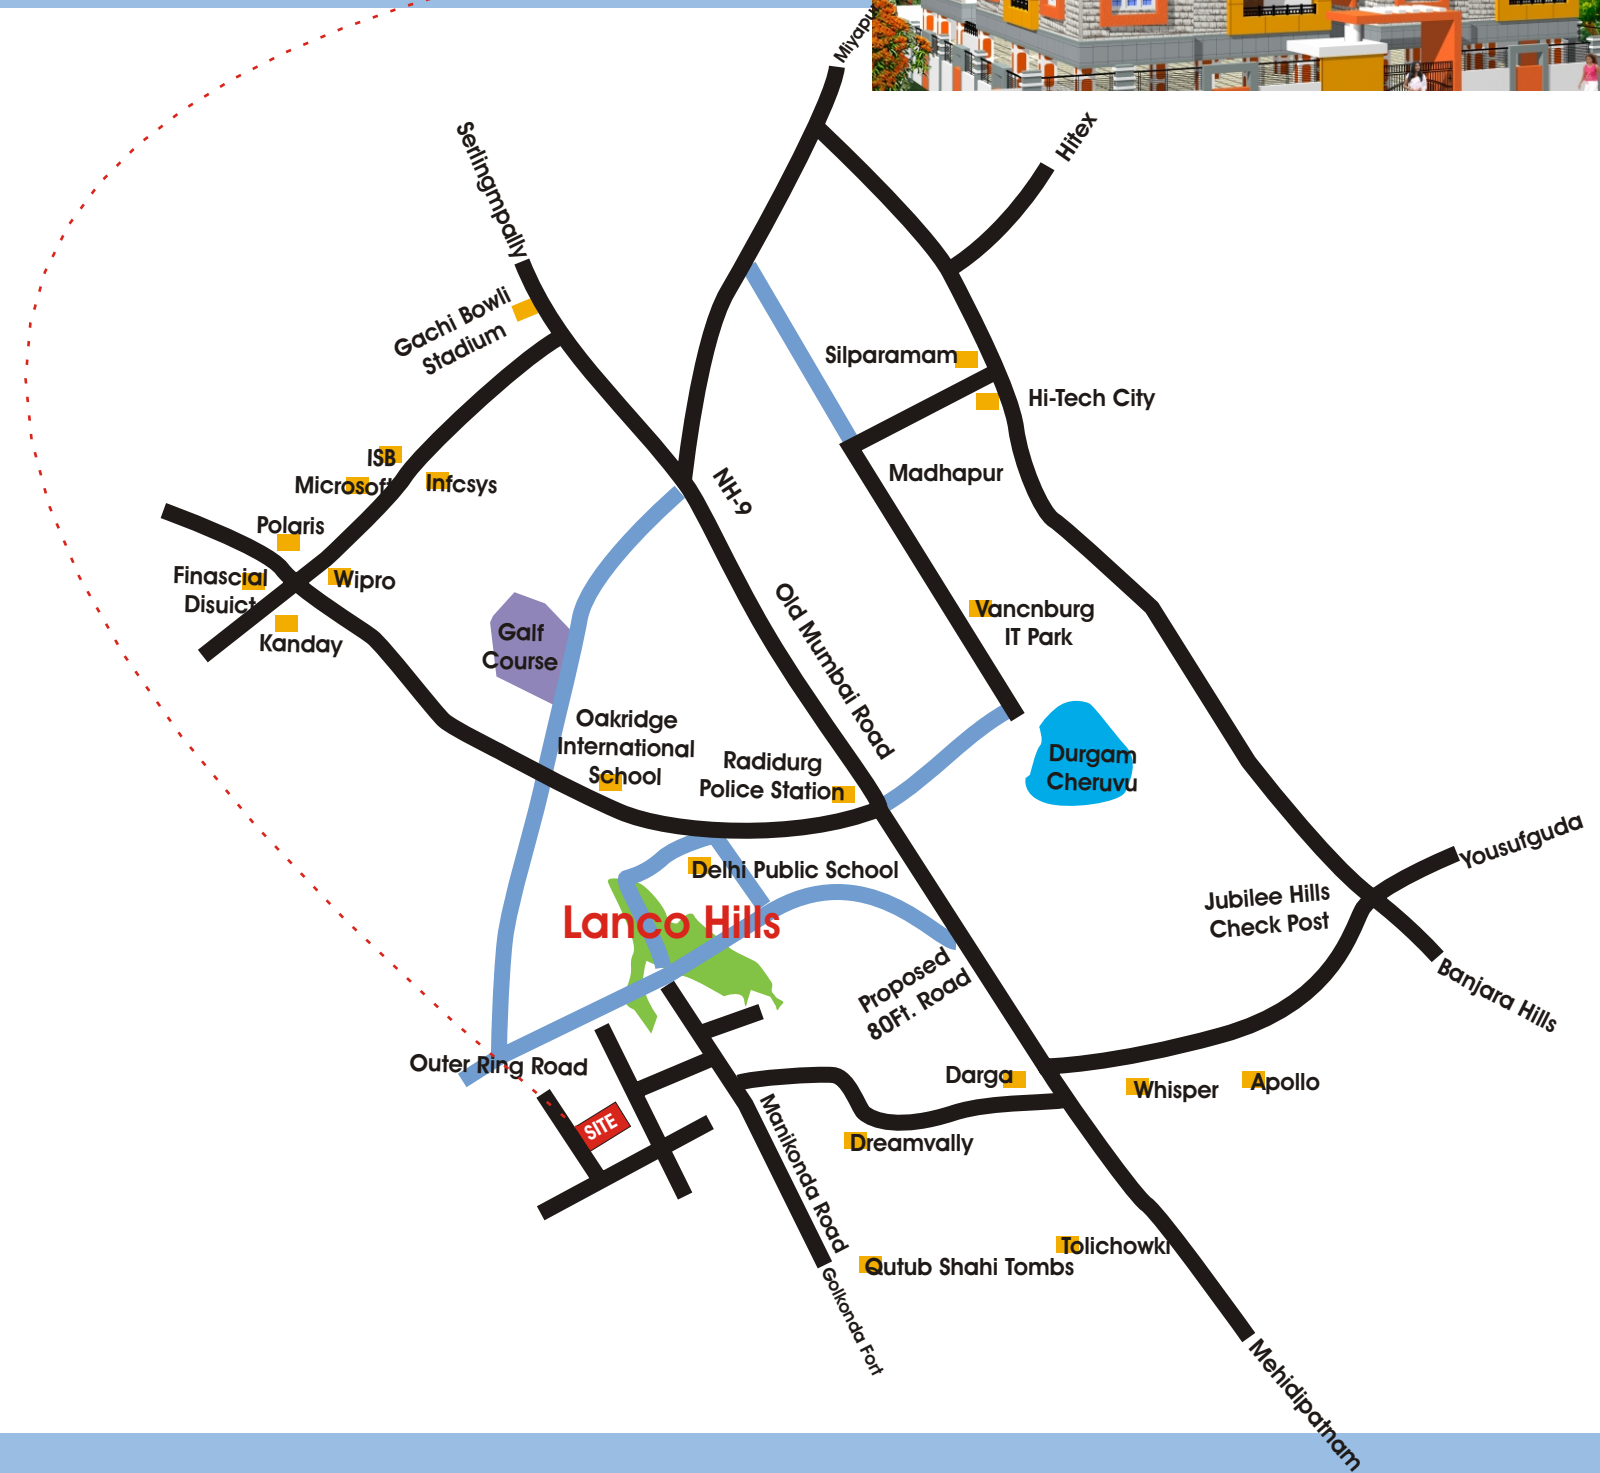 Miyapur
Hitex
Serlingmpally
Gachi Bowli
Stadium
Silparamam
Hi-Tech City
Madhapur
ISB
Microsoft
Infcsys
NH-9
Polaris
Finascial
Disuict
Wipro
Kanday
Galf
Course
Old Mumbai Road
Vancnburg
IT Park
Oakridge
International
School
Radidurg
Police Station
Durgam
Cheruvu
Delhi Public School
Yousufguda
Jubilee Hills
Check Post
Banjara Hills
Lanco Hills
Proposed
80Ft. Road
Outer Ring Road
SITE
Darga
Whisper
Apollo
Manikonda Road
Dreamvally
Tolichowki
Qutub Shahi Tombs
Golkonda Fort
Mehidipatnam